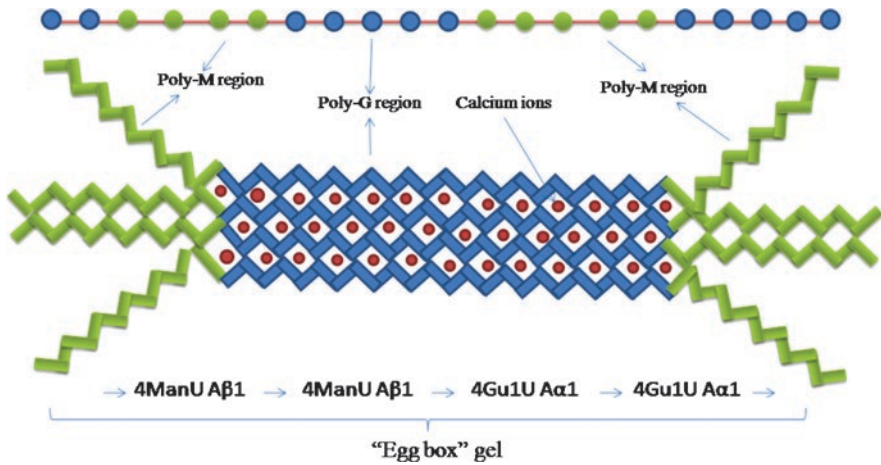 Poly-M region
Poly-G region
Calcium ions
Poly-M region
→ 4ManU Aβ1 → 4ManU Aβ1 → 4Gu1U Aα1 → 4Gu1U Aα1 →
“Egg box” gel